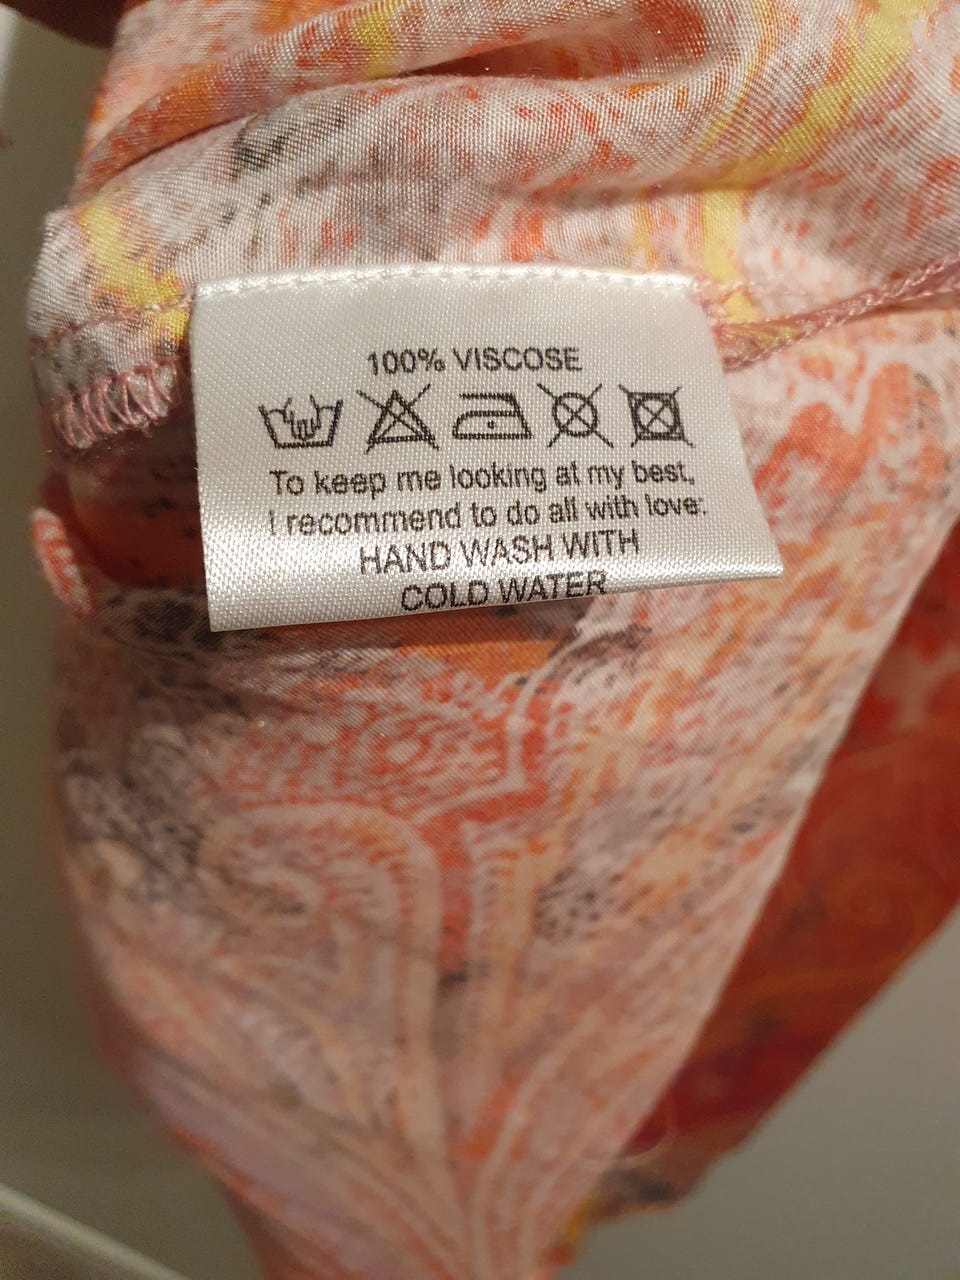 100% VISCOSE
To keep me looking at my best,
I recommend to do all with love:
HAND WASH WITH
COLD WATER